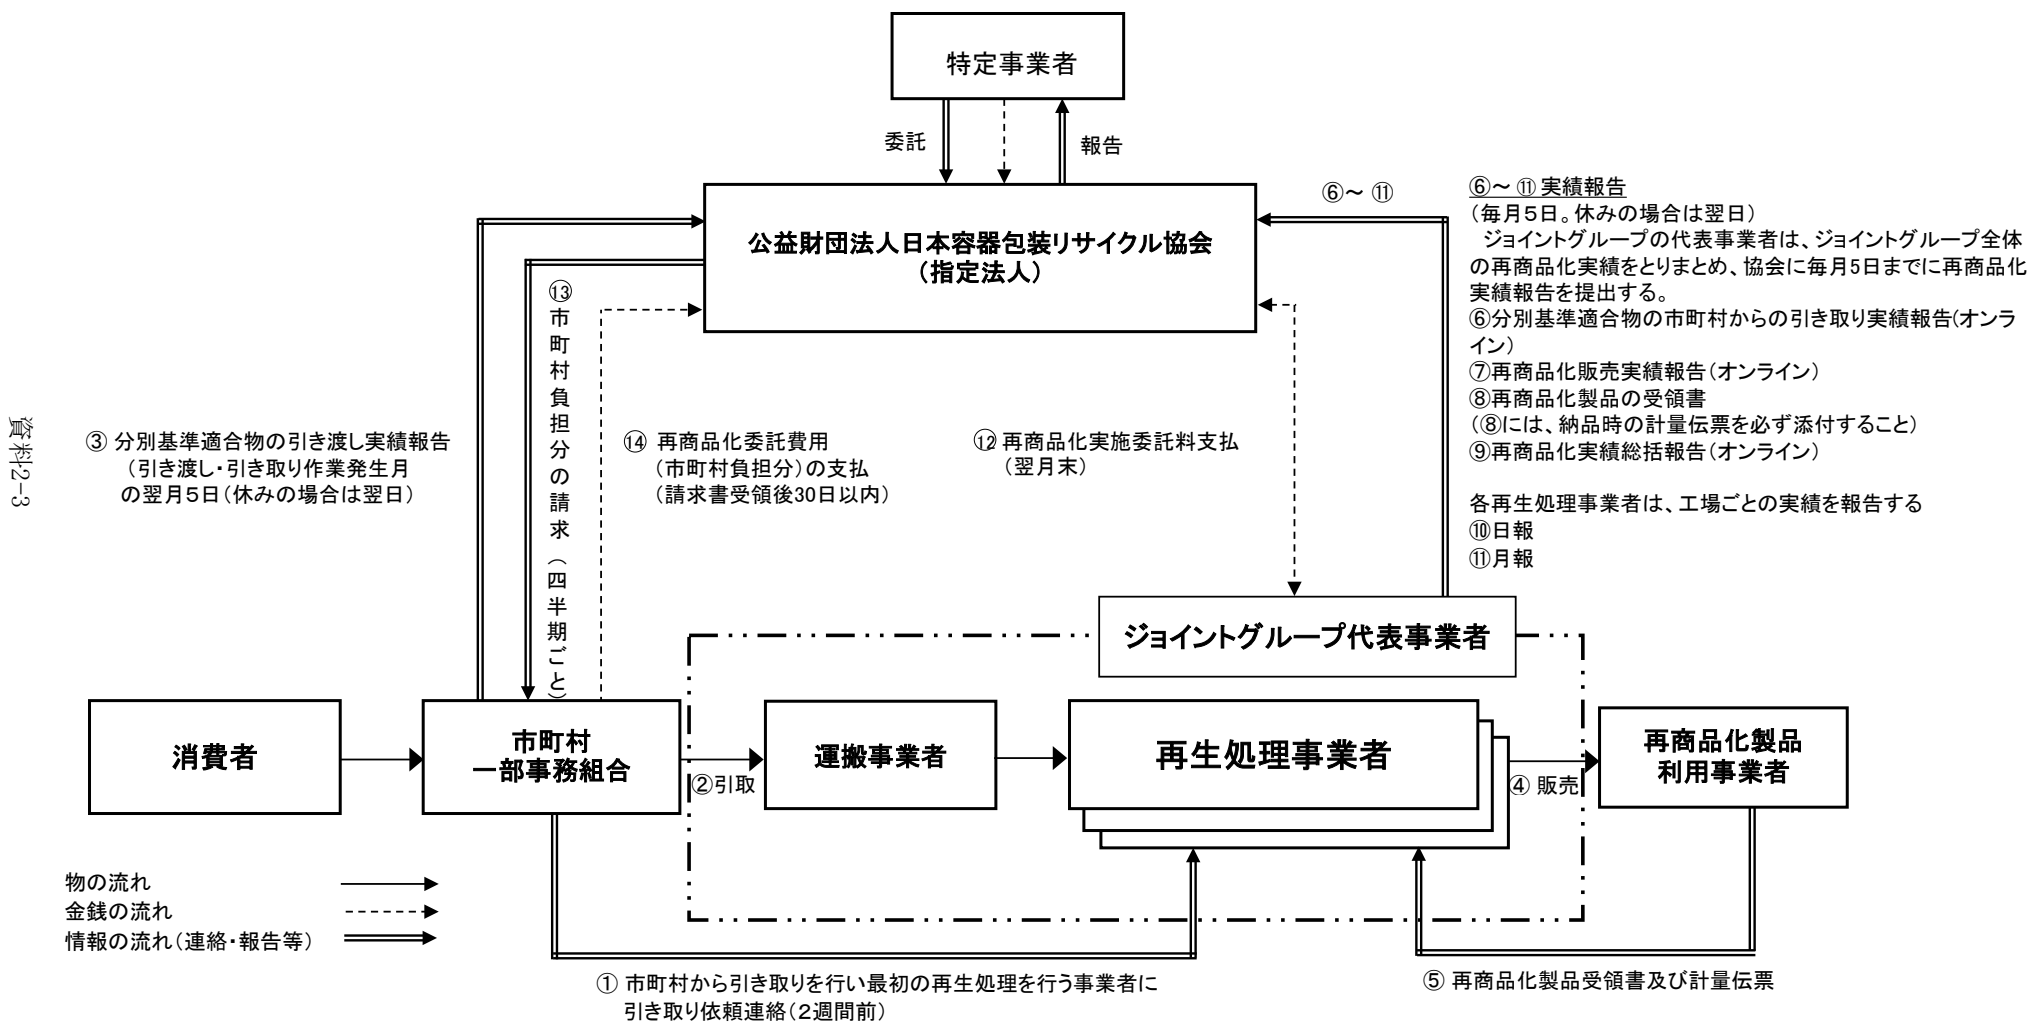 特定事業者
委託
報告
公益財団法人日本容器包装リサイクル協会
（指定法人）
⑥～ ⑪
⑥～ ⑪ 実績報告
（毎月５日。休みの場合は翌日）
ジョイントグループの代表事業者は、ジョイントグループ全体
の再商品化実績をとりまとめ、協会に毎月5日までに再商品化
実績報告を提出する。
⑥分別基準適合物の市町村からの引き取り実績報告(オンラ
イン）
⑦再商品化販売実績報告（オンライン）
⑧再商品化製品の受領書
（⑧には、納品時の計量伝票を必ず添付すること）
⑨再商品化実績総括報告（オンライン）
各再生処理事業者は、工場ごとの実績を報告する
⑩日報
⑪月報
資料2-3
③ 分別基準適合物の引き渡し実績報告
（引き渡し・引き取り作業発生月
の翌月５日（休みの場合は翌日）
⑬市町村負担分の請求（四半期ごと）
⑭ 再商品化委託費用
（市町村負担分）の支払
（請求書受領後30日以内）
⑫ 再商品化実施委託料支払
（翌月末）
ジョイントグループ代表事業者
消費者
市町村
一部事務組合
②引取
運搬事業者
再生処理事業者
④ 販売
再商品化製品
利用事業者
物の流れ
金銭の流れ
情報の流れ（連絡・報告等）
① 市町村から引き取りを行い最初の再生処理を行う事業者に
引き取り依頼連絡（２週間前）
⑤ 再商品化製品受領書及び計量伝票